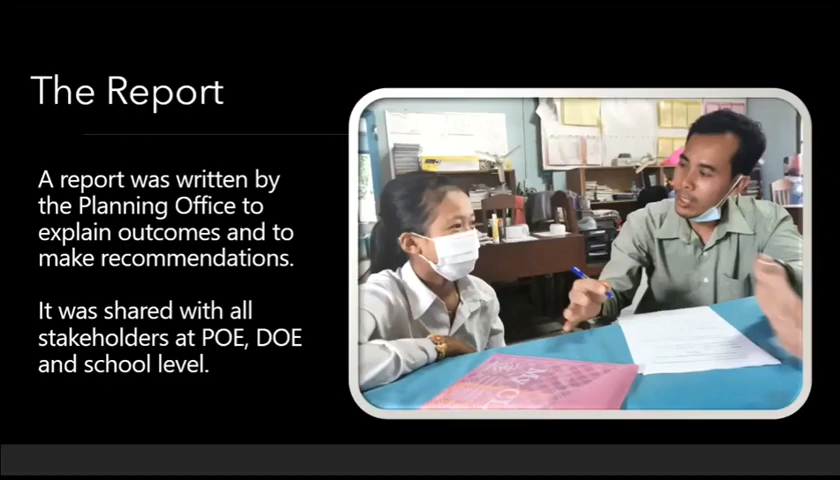 The Report
A report was written by
the Planning Office to
explain outcomes and to
make recommendations.
It was shared with all
stakeholders at POE, DOE
and school level.
My